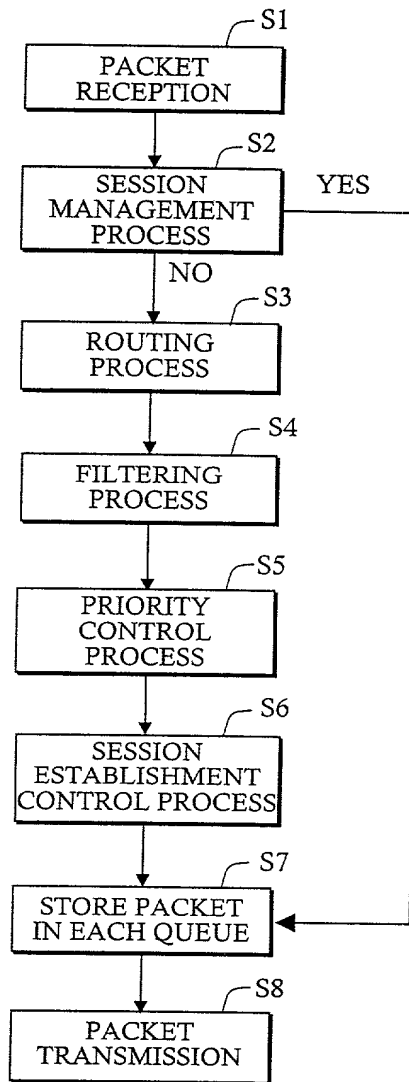 S1
PACKET
RECEPTION
S2
SESSION
MANAGEMENT
PROCESS
YES
NO
S3
ROUTING
PROCESS
S4
FILTERING
PROCESS
S5
PRIORITY
CONTROL
PROCESS
S6
SESSION
ESTABLISHMENT
CONTROL PROCESS
S7
STORE PACKET
IN EACH QUEUE
S8
PACKET
TRANSMISSION